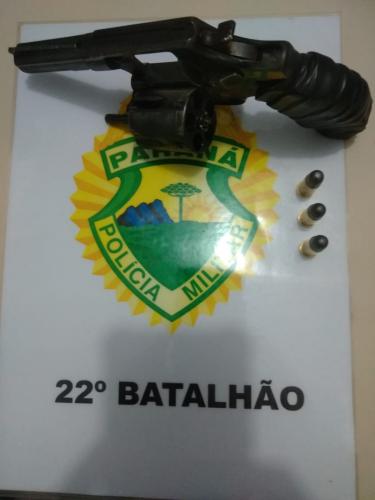 PARANÁ
POLÍCIA MILITAR
22º BATALHÃO